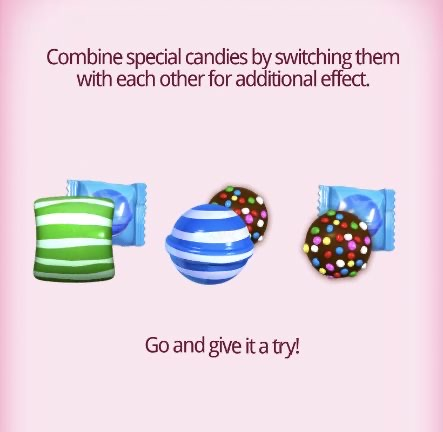 Combine special candies by switching them
with each other for additional effect.
Go and give it a try!